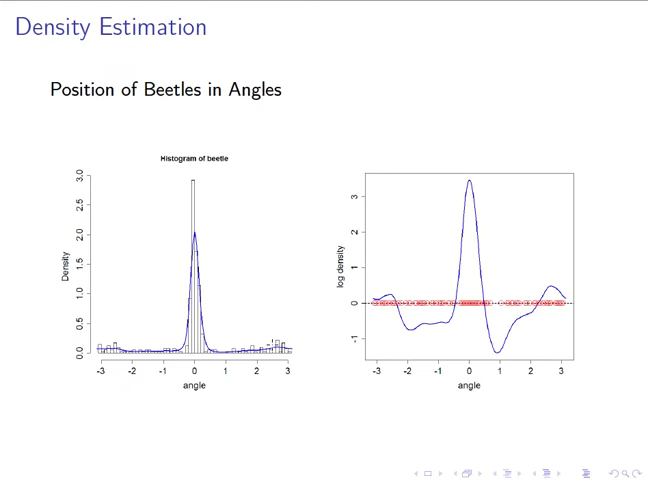 Density Estimation
Position of Beetles in Angles
Histogram of beetle
Density
0.0 0.5 1.0 1.5 2.0 2.5 3.0
-3 -2 -1 0 1 2 3
angle
log density
-1 0 1 2 3
-3 -2 -1 0 1 2 3
angle